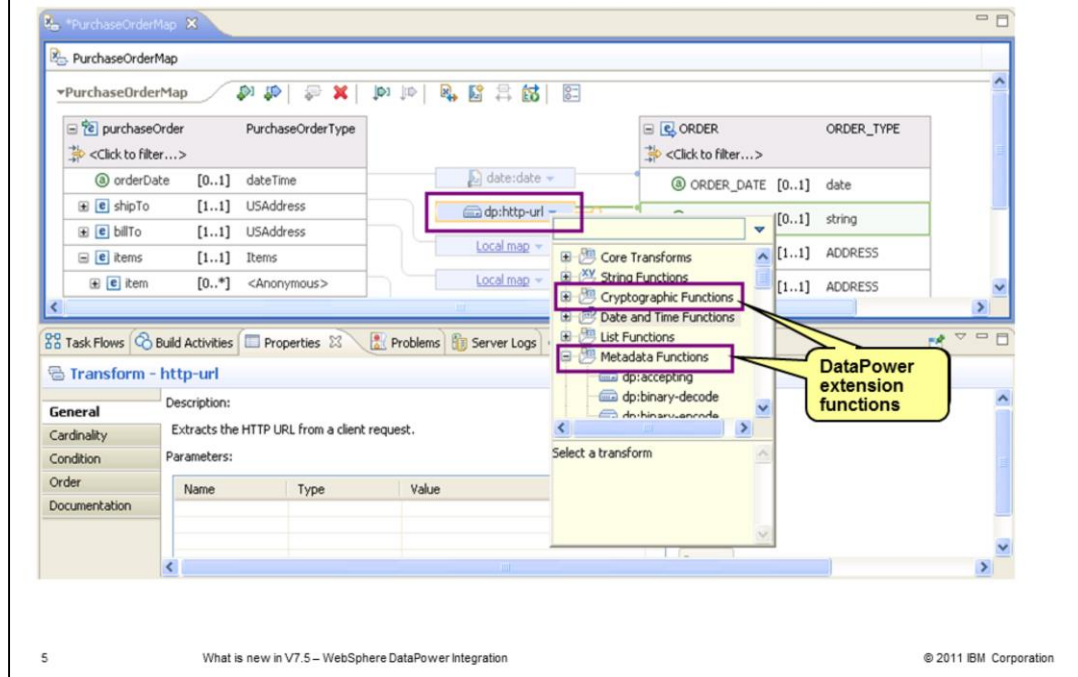 *PurchaseOrderMap
PurchaseOrderMap
PurchaseOrderMap
purchaseOrder PurchaseOrderType
<Click to filter...>
orderDate [0..1] dateTime
shipTo [1..1] USAddress
billTo [1..1] USAddress
items [1..1] Items
item [0..*] <Anonymous>
date:date
dp:http-url
Local map
Local map
ORDER ORDER_TYPE
<Click to filter...>
ORDER_DATE [0..1] date
[0..1] string
[1..1] ADDRESS
[1..1] ADDRESS
Core Transforms
String Functions
Cryptographic Functions
Date and Time Functions
List Functions
Metadata Functions
dp:accepting
dp:binary-decode
dp:binary-encode
Select a transform
DataPower
extension
functions
Task Flows Build Activities Properties Problems Server Logs
Transform - http-url
General
Cardinality
Condition
Order
Documentation
Description:
Extracts the HTTP URL from a client request.
Parameters:
Name Type Value
5 What is new in V7.5 – WebSphere DataPower Integration © 2011 IBM Corporation